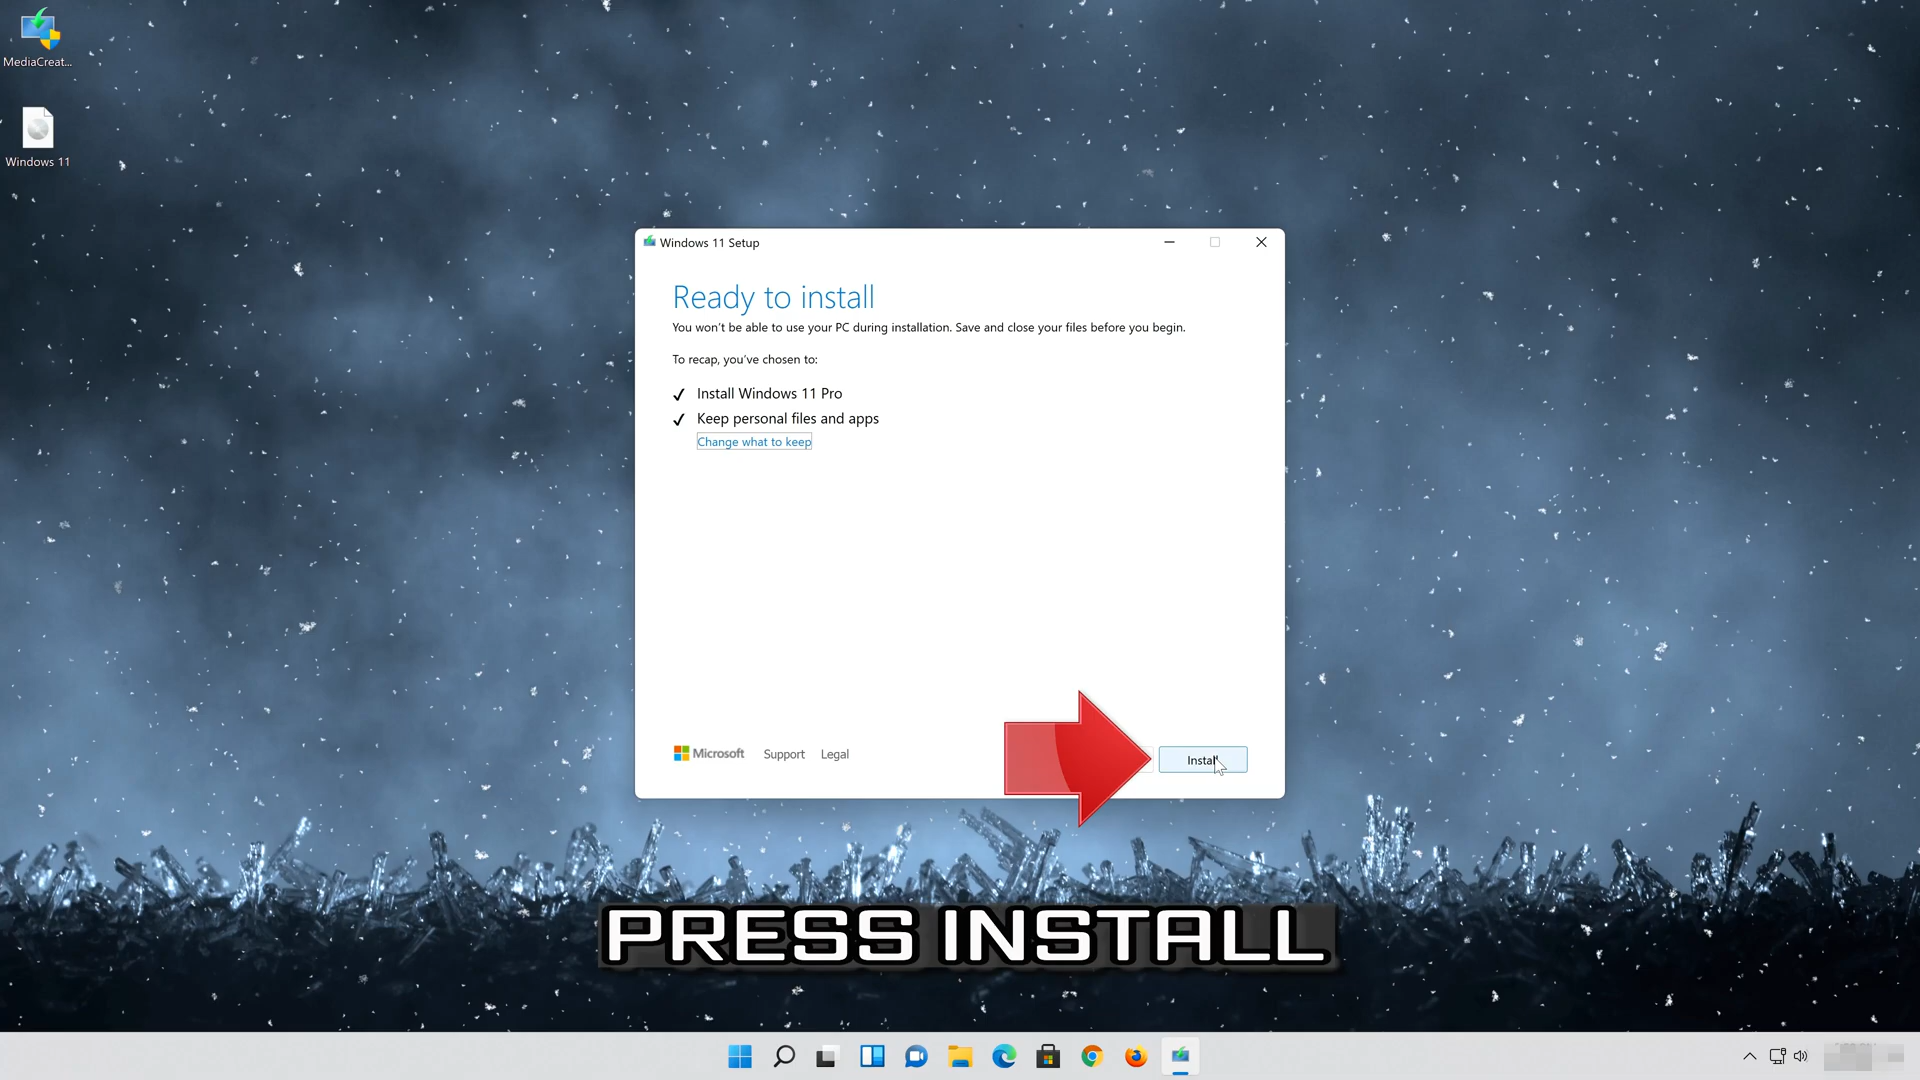 MediaCreat...
Windows 11
Windows 11 Setup
Ready to install
You won't be able to use your PC during installation. Save and close your files before you begin.
To recap, you've chosen to:
Install Windows 11 Pro
Keep personal files and apps
Change what to keep
Microsoft Support Legal
Install
PRESS INSTALL